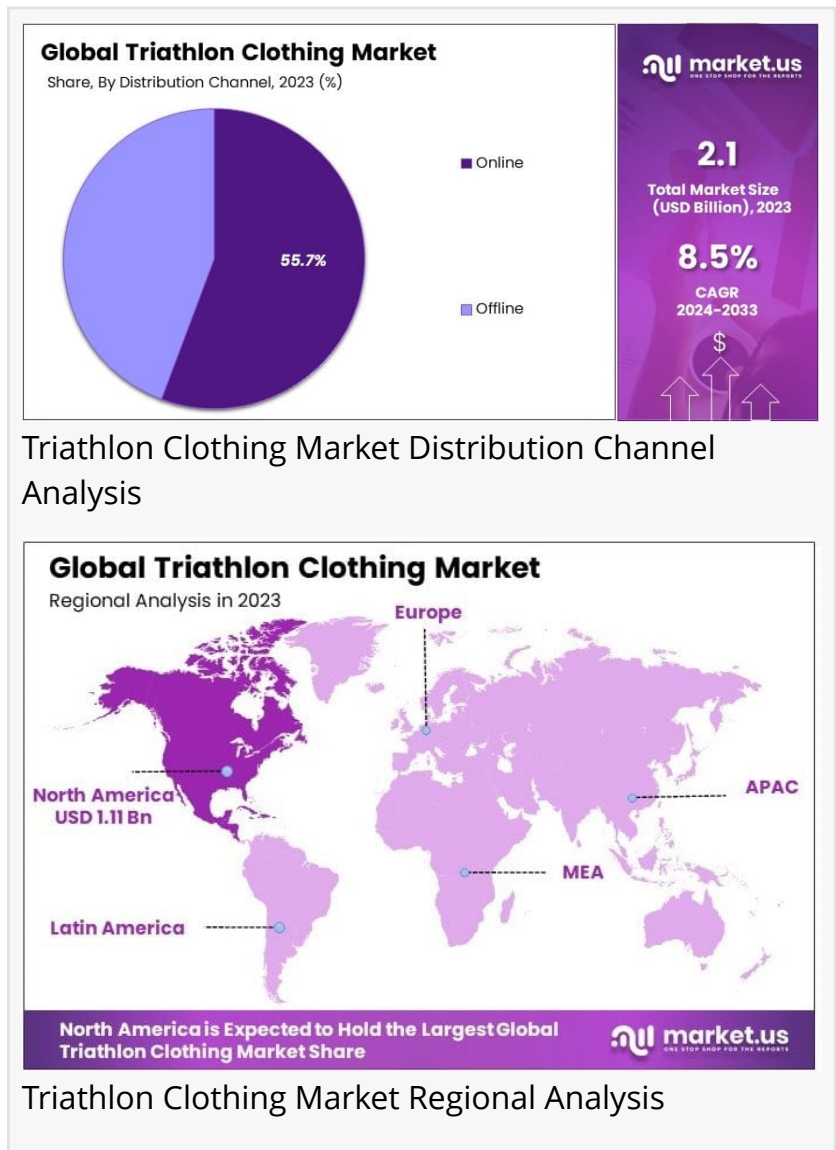 Global Triathlon Clothing Market
Share, By Distribution Channel, 2023 (%)
55.7%
Online
Offline
market.us
ONE STOP SHOP FOR THE REPORTS
2.1
Total Market Size
(USD Billion), 2023
8.5%
CAGR
2024-2033
$
Triathlon Clothing Market Distribution Channel
Analysis
Global Triathlon Clothing Market
Regional Analysis in 2023
Europe
North America
USD 1.11 Bn
APAC
MEA
Latin America
North America is Expected to Hold the Largest Global
Triathlon Clothing Market Share
market.us
ONE STOP SHOP FOR THE REPORTS
Triathlon Clothing Market Regional Analysis